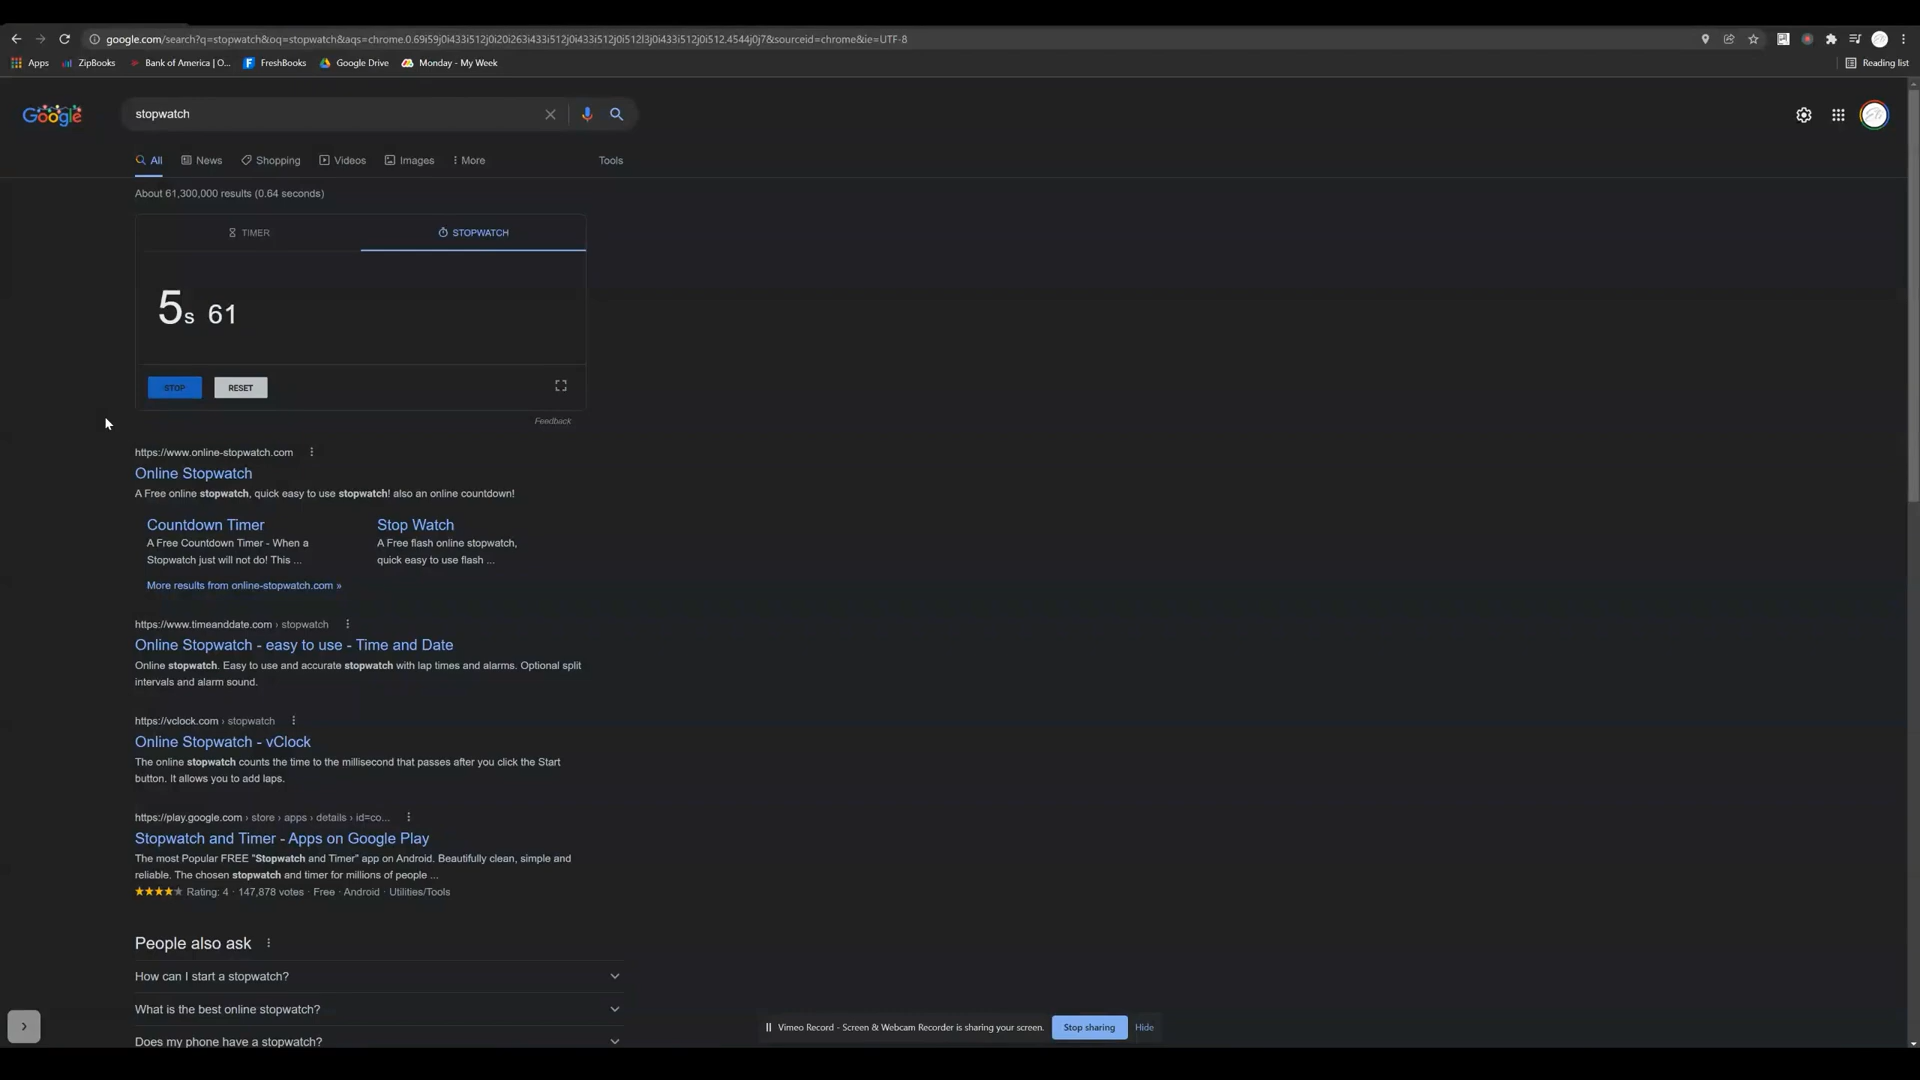 google.com/search?q=stopwatch&oq=stopwatch&aqs=chrome.0.69i59j0i433i512j0i20i263i433i512j0i433i512j0i512l3j0i433i512j0i512.4544j0j7&sourceid=chrome&ie=UTF-8
Apps ZipBooks Bank of America | O... FreshBooks Google Drive Monday - My Week Reading list
Google stopwatch
All News Shopping Videos Images More Tools
About 61,300,000 results (0.64 seconds)
TIMER STOPWATCH
5s 61
STOP RESET
Feedback
https://www.online-stopwatch.com
Online Stopwatch
A Free online stopwatch, quick easy to use stopwatch! also an online countdown!
Countdown Timer
A Free Countdown Timer - When a
Stopwatch just will not do! This ...
Stop Watch
A Free flash online stopwatch,
quick easy to use flash ...
More results from online-stopwatch.com »
https://www.timeanddate.com › stopwatch
Online Stopwatch - easy to use - Time and Date
Online stopwatch. Easy to use and accurate stopwatch with lap times and alarms. Optional split
intervals and alarm sound.
https://vclock.com › stopwatch
Online Stopwatch - vClock
The online stopwatch counts the time to the millisecond that passes after you click the Start
button. It allows you to add laps.
https://play.google.com › store › apps › details › id=co...
Stopwatch and Timer - Apps on Google Play
The most Popular FREE "Stopwatch and Timer" app on Android. Beautifully clean, simple and
reliable. The chosen stopwatch and timer for millions of people ...
Rating: 4 · 147,878 votes · Free · Android · Utilities/Tools
People also ask
How can I start a stopwatch?
What is the best online stopwatch?
Does my phone have a stopwatch?
Vimeo Record - Screen & Webcam Recorder is sharing your screen. Stop sharing Hide